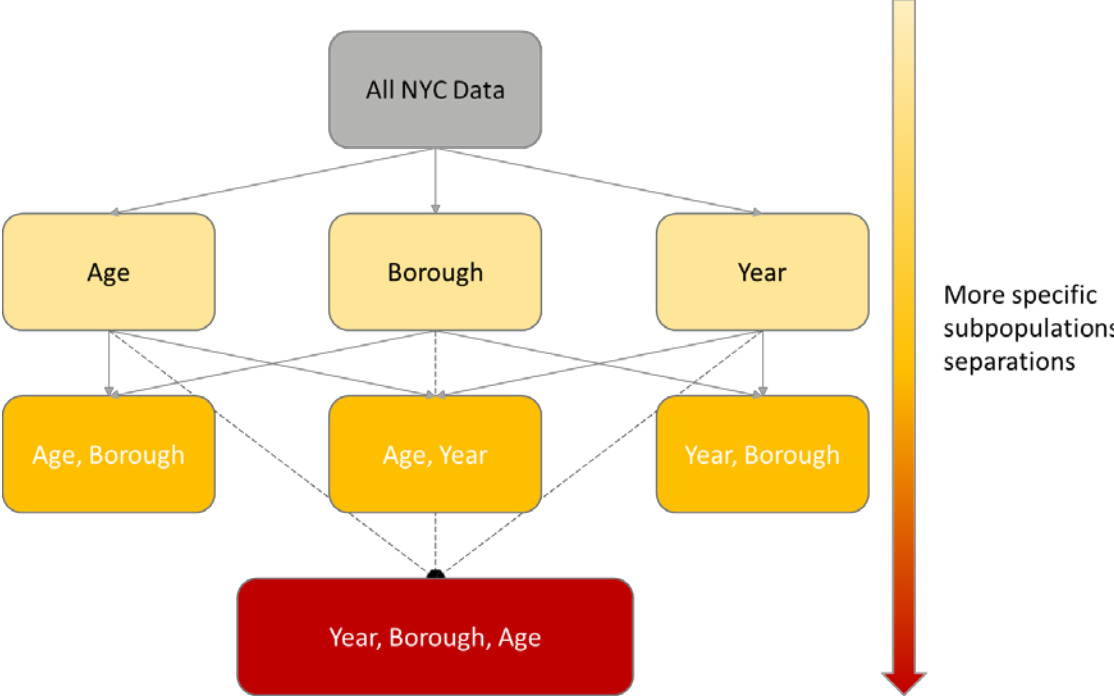 All NYC Data
Age
Borough
Year
More specific
subpopulations
separations
Age, Borough
Age, Year
Year, Borough
Year, Borough, Age